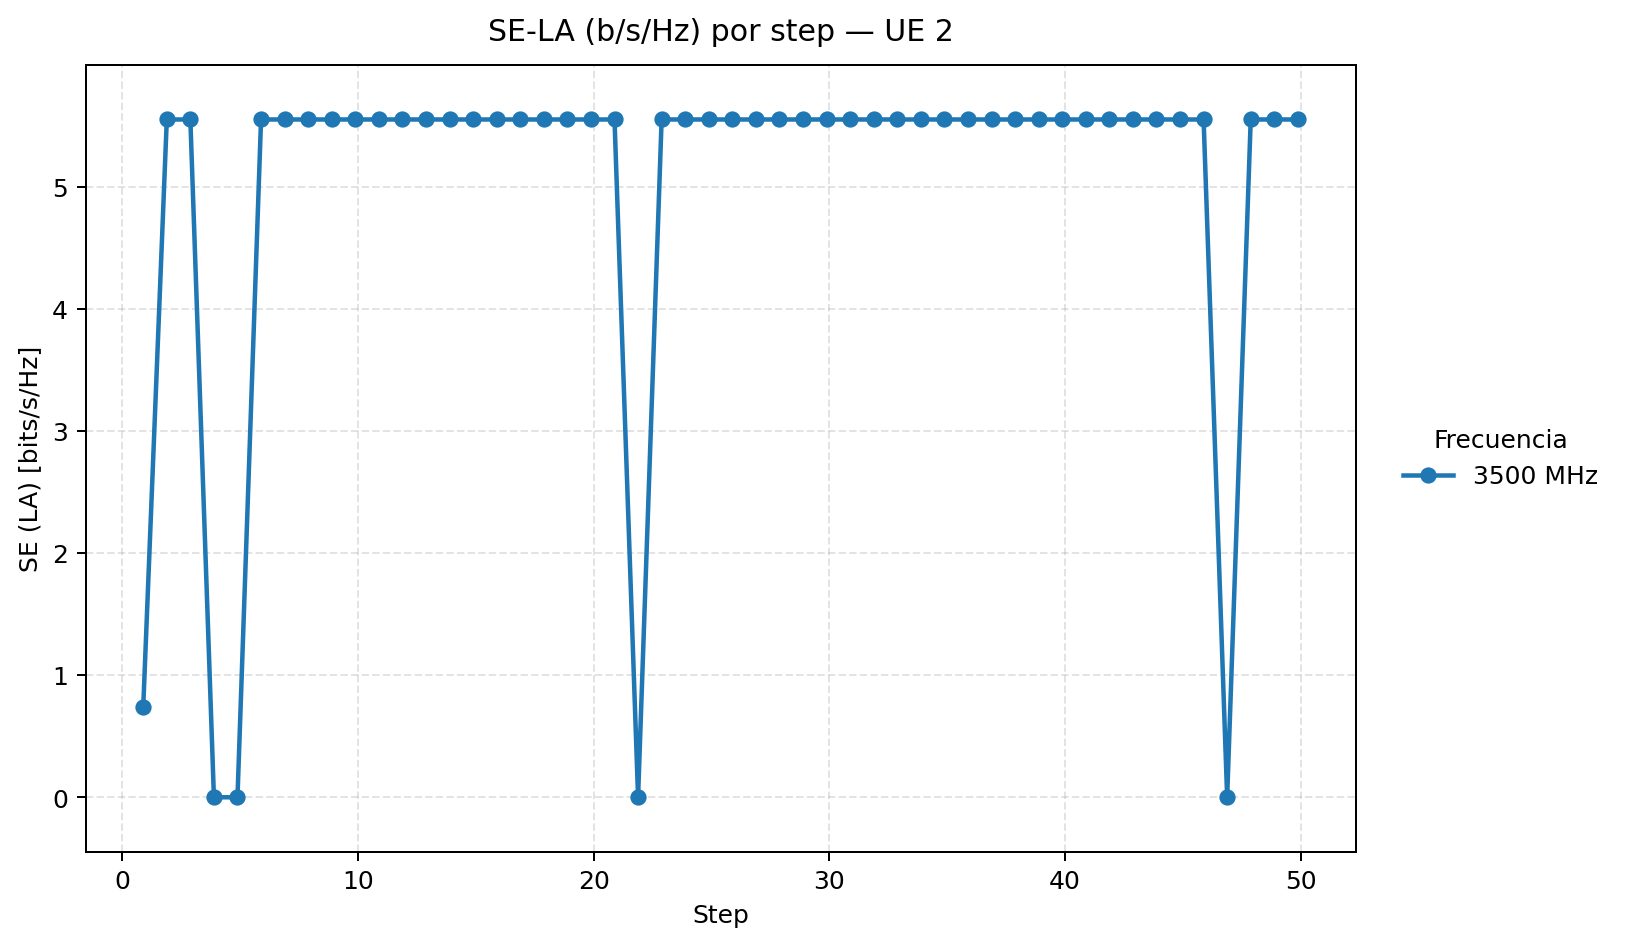 SE-LA (b/s/Hz) por step — UE 2
SE (LA) [bits/s/Hz]
5
4
3
2
1
0
0 10 20 30 40 50
Step
Frecuencia
3500 MHz